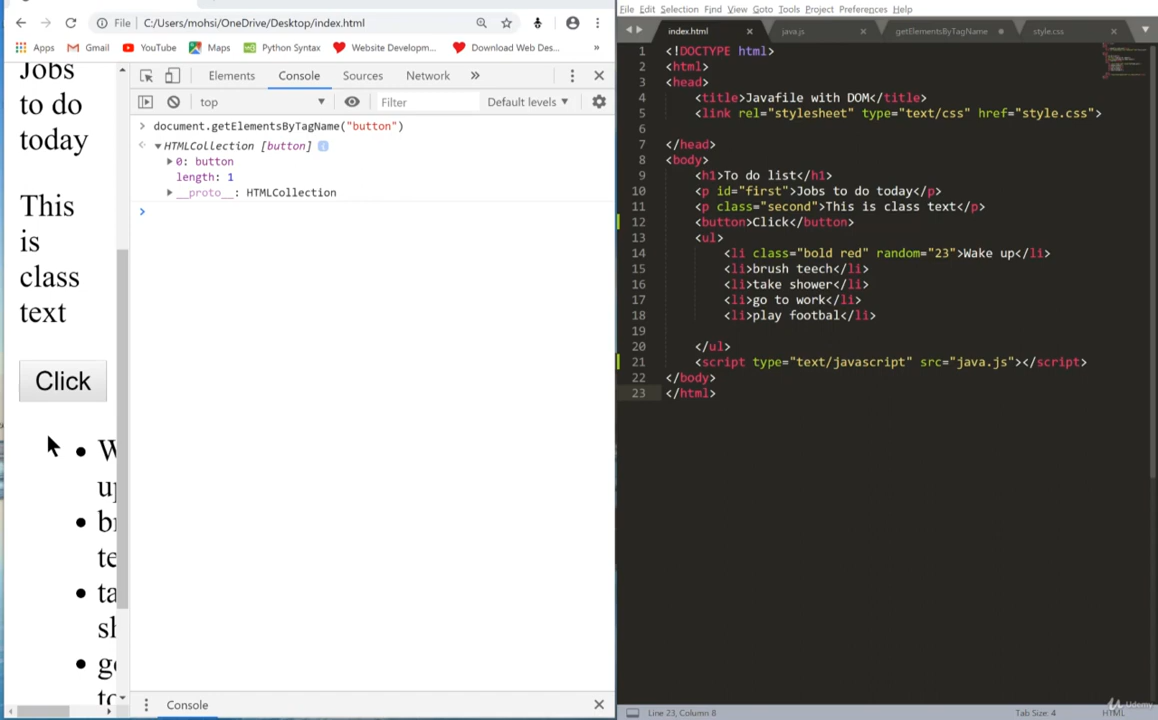 File C:/Users/mohsi/OneDrive/Desktop/index.html
Apps Gmail YouTube Maps Python Syntax Website Developm... Download Web Des... »
Jobs
to do
today
This
is
class
text
Click
W
up
br
te
ta
sh
go
to
Elements Console Sources Network »
top Filter Default levels
> document.getElementsByTagName("button")
HTMLCollection [button]
0: button
length: 1
__proto__: HTMLCollection
>
Console
File Edit Selection Find View Goto Tools Project Preferences Help
index.html java.js getElementsByTagName style.css
1 <!DOCTYPE html>
2 <html>
3 <head>
4 <title>Javafile with DOM</title>
5 <link rel="stylesheet" type="text/css" href="style.css">
6
7 </head>
8 <body>
9 <h1>To do list</h1>
10 <p id="first">Jobs to do today</p>
11 <p class="second">This is class text</p>
12 <button>Click</button>
13 <ul>
14 <li class="bold red" random="23">Wake up</li>
15 <li>brush teech</li>
16 <li>take shower</li>
17 <li>go to work</li>
18 <li>play footbal</li>
19
20 </ul>
21 <script type="text/javascript" src="java.js"></script>
22 </body>
23 </html>
Line 23, Column 8 Tab Size: 4 HTML
Udemy